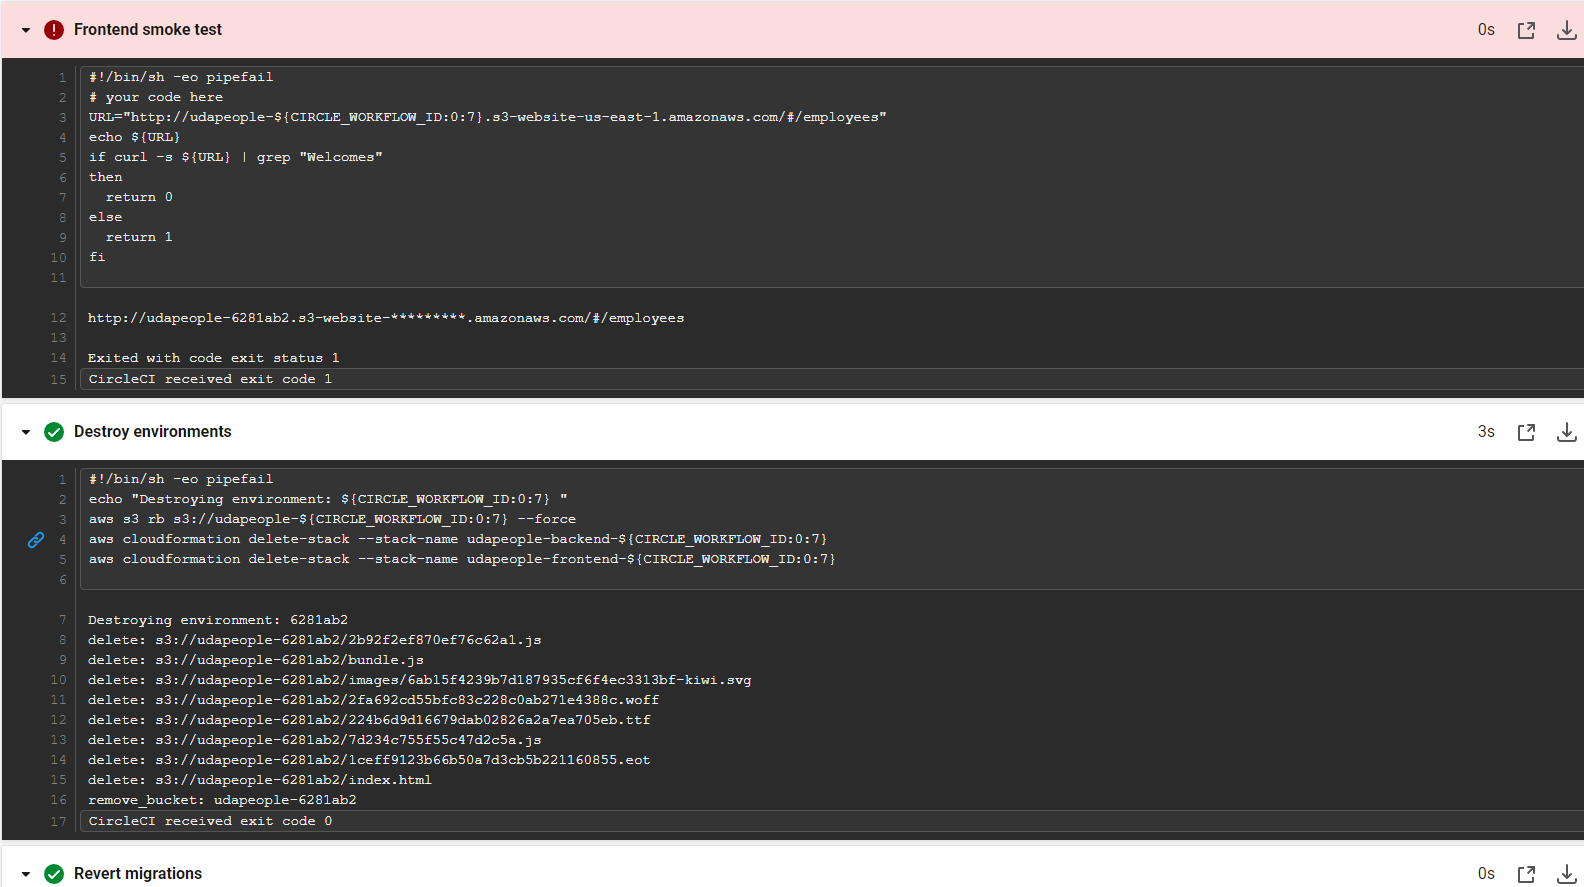 Frontend smoke test
0s
1 #!/bin/sh -eo pipefail
2 # your code here
3 URL="http://udapeople-${CIRCLE_WORKFLOW_ID:0:7}.s3-website-us-east-1.amazonaws.com/#/employees"
4 echo ${URL}
5 if curl -s ${URL} | grep "Welcomes"
6 then
7   return 0
8 else
9   return 1
10 fi
11
12 http://udapeople-6281ab2.s3-website-*********.amazonaws.com/#/employees
13
14 Exited with code exit status 1
15 CircleCI received exit code 1
Destroy environments
3s
1 #!/bin/sh -eo pipefail
2 echo "Destroying environment: ${CIRCLE_WORKFLOW_ID:0:7} "
3 aws s3 rb s3://udapeople-${CIRCLE_WORKFLOW_ID:0:7} --force
4 aws cloudformation delete-stack --stack-name udapeople-backend-${CIRCLE_WORKFLOW_ID:0:7}
5 aws cloudformation delete-stack --stack-name udapeople-frontend-${CIRCLE_WORKFLOW_ID:0:7}
6
7 Destroying environment: 6281ab2
8 delete: s3://udapeople-6281ab2/2b92f2ef870ef76c62a1.js
9 delete: s3://udapeople-6281ab2/bundle.js
10 delete: s3://udapeople-6281ab2/images/6ab15f4239b7d187935cf6f4ec3313bf-kiwi.svg
11 delete: s3://udapeople-6281ab2/2fa692cd55bfc83c228c0ab271e4388c.woff
12 delete: s3://udapeople-6281ab2/224b6d9d16679dab02826a2a7ea705eb.ttf
13 delete: s3://udapeople-6281ab2/7d234c755f55c47d2c5a.js
14 delete: s3://udapeople-6281ab2/1ceff9123b66b50a7d3cb5b221160855.eot
15 delete: s3://udapeople-6281ab2/index.html
16 remove_bucket: udapeople-6281ab2
17 CircleCI received exit code 0
Revert migrations
0s